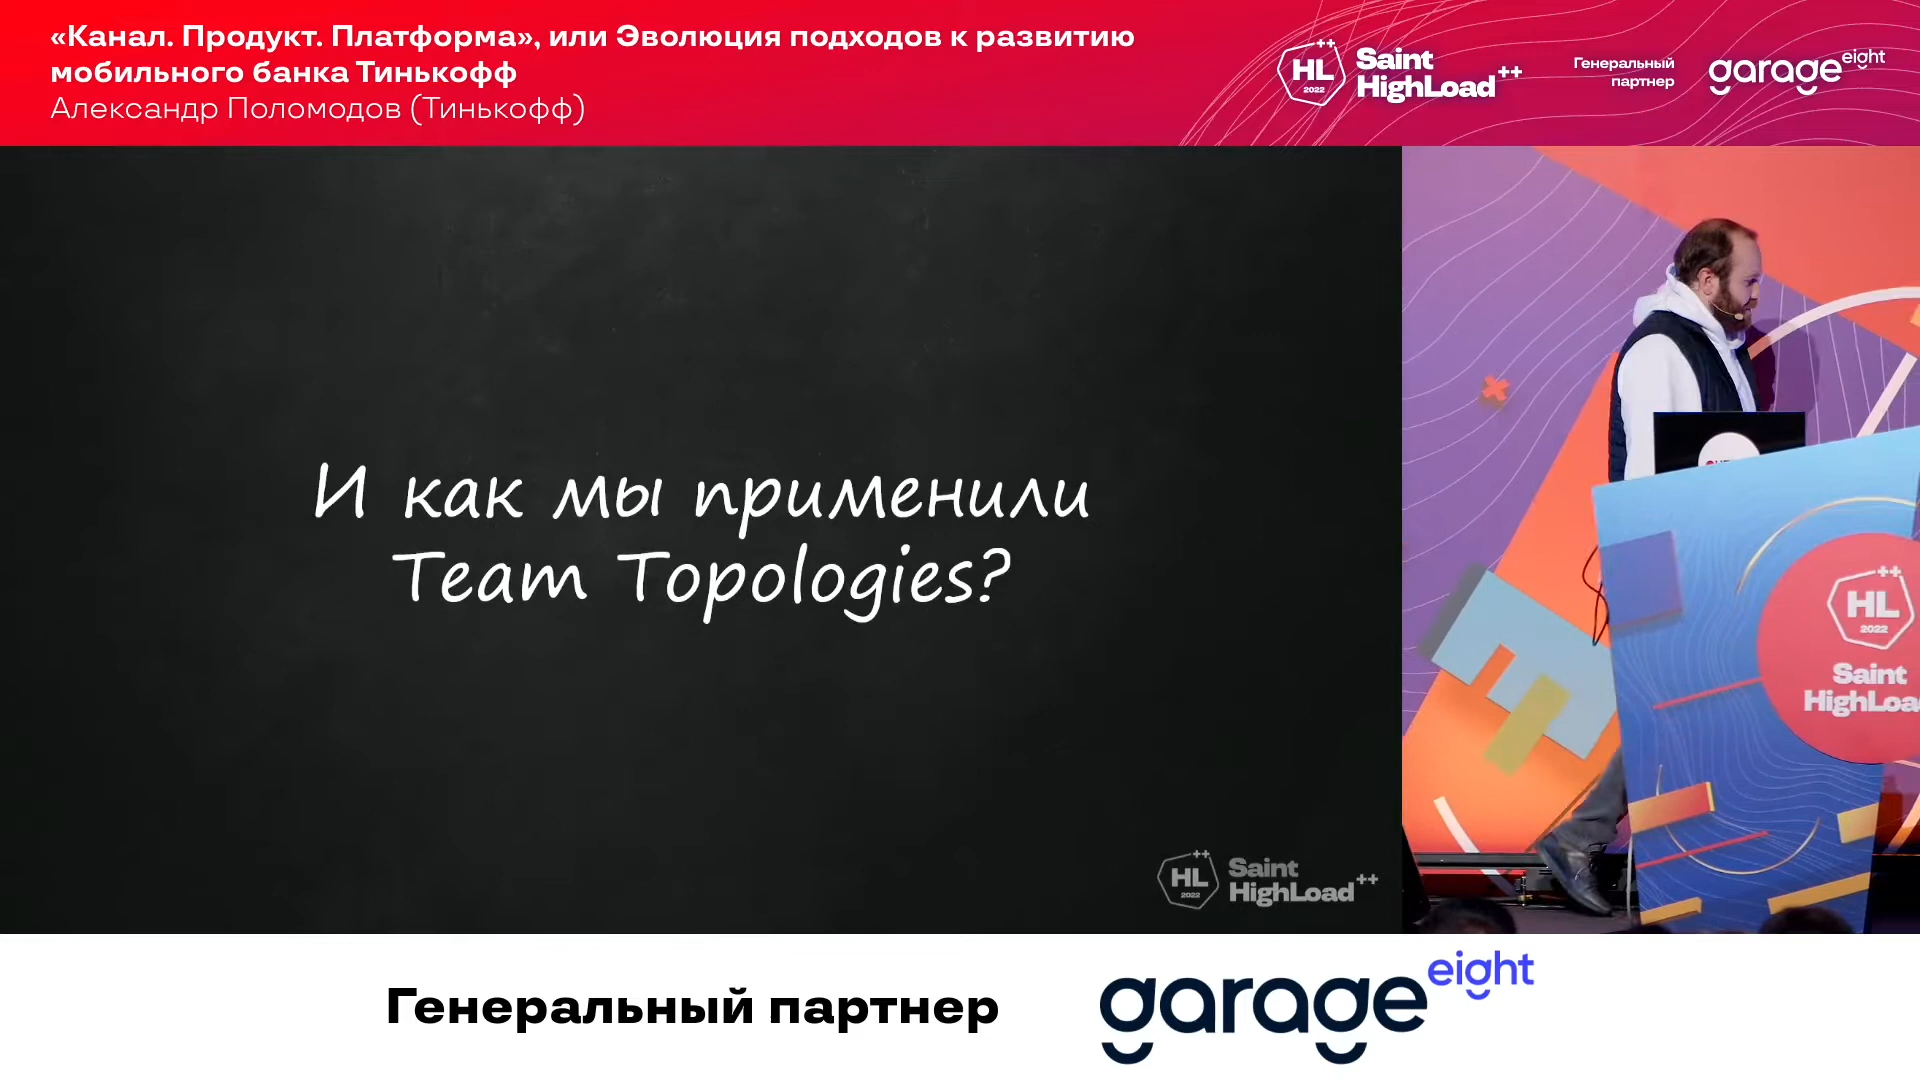 «Канал. Продукт. Платформа», или Эволюция подходов к развитию
мобильного банка Тинькофф
Александр Поломодов (Тинькофф)
HL++
2022
Saint
HighLoad++
Генеральный
партнер
garage eight
И как мы применили
Team Topologies?
HL++
2022
Saint
HighLoad++
HL++
2022
Saint
Генеральный партнер
garage eight